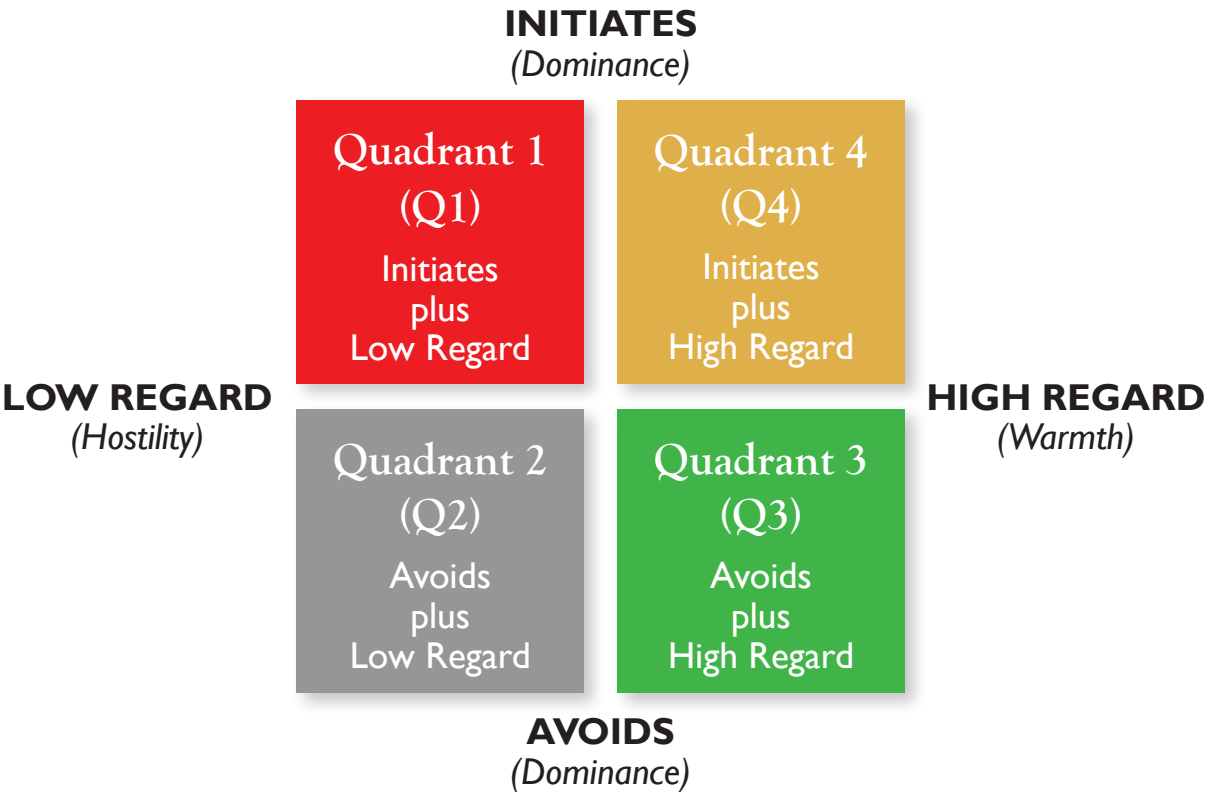 INITIATES
(Dominance)
Quadrant 1
(Q1)
Initiates
plus
Low Regard
Quadrant 4
(Q4)
Initiates
plus
High Regard
LOW REGARD
(Hostility)
HIGH REGARD
(Warmth)
Quadrant 2
(Q2)
Avoids
plus
Low Regard
Quadrant 3
(Q3)
Avoids
plus
High Regard
AVOIDS
(Dominance)